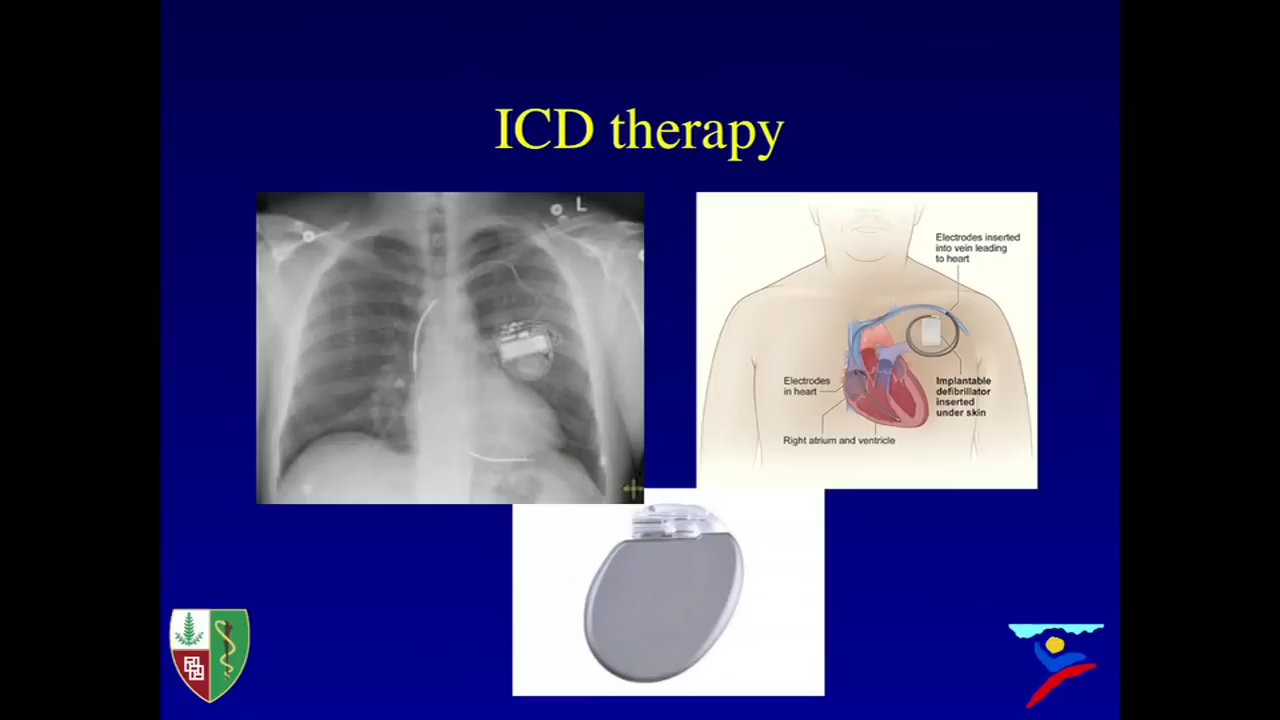 ICD therapy
L
Electrodes inserted
into vein leading
to heart
Electrodes
in heart
Implantable
defibrillator
inserted
under skin
Right atrium and ventricle